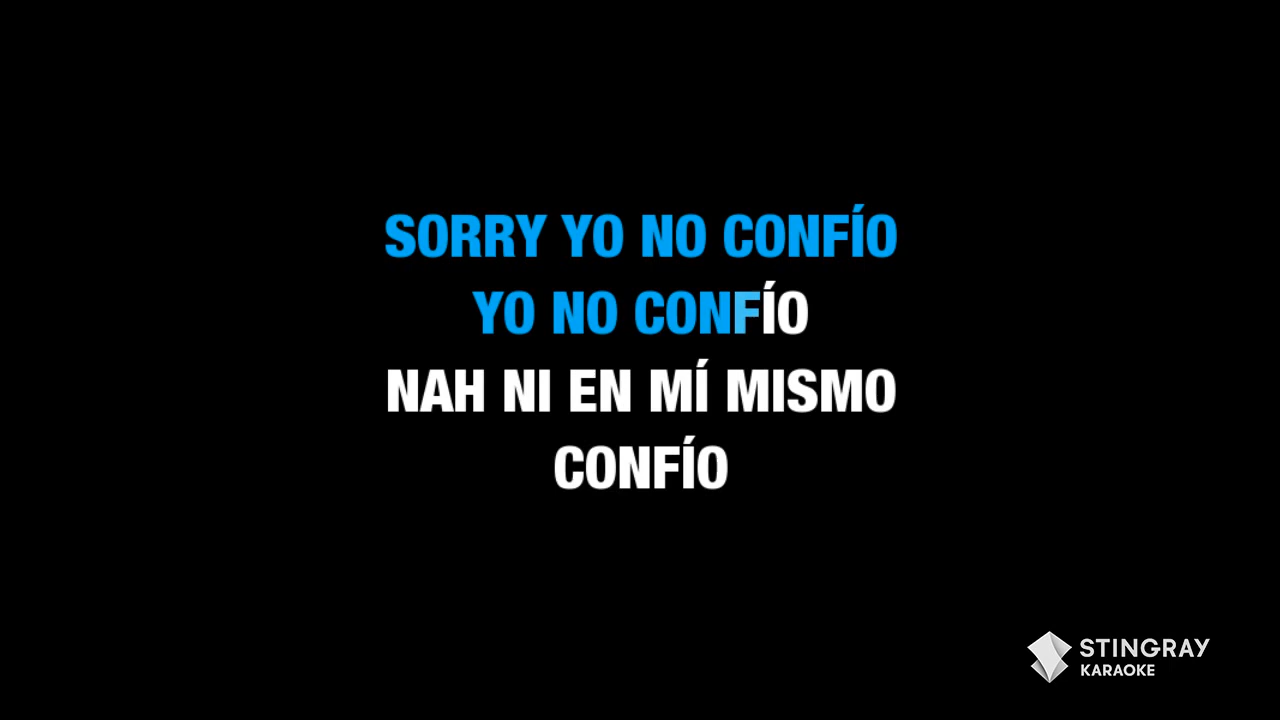 SORRY YO NO CONFÍO
YO NO CONFÍO
NAH NI EN MÍ MISMO
CONFÍO
STINGRAY
KARAOKE